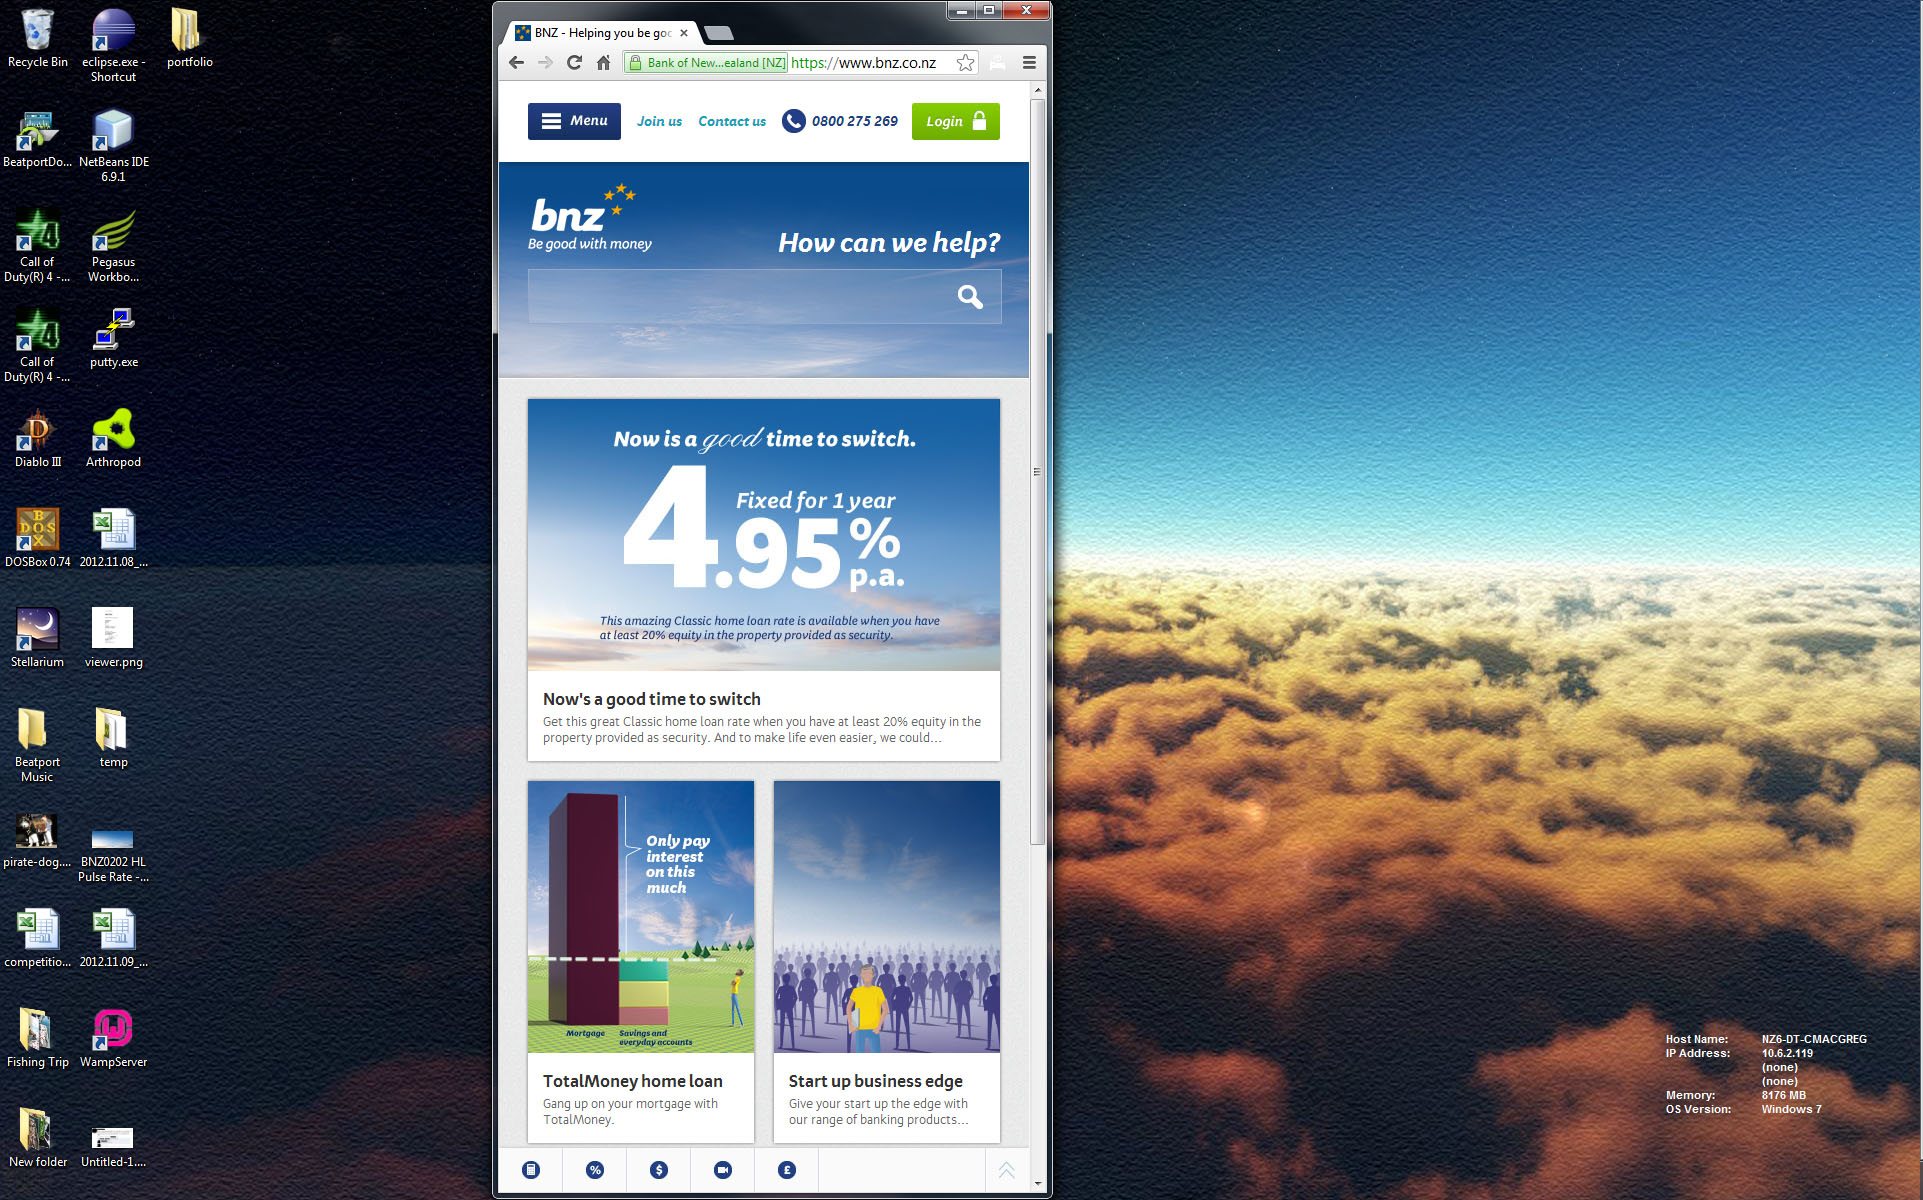 Recycle Bin
eclipse.exe -
Shortcut
portfolio
BeatportDo...
NetBeans IDE
6.9.1
Call of
Duty(R) 4 -...
Pegasus
Workbo...
Call of
Duty(R) 4 -...
putty.exe
Diablo III
Arthropod
DOSBox 0.74
2012.11.08_...
Stellarium
viewer.png
Beatport
Music
temp
pirate-dog....
BNZ0202 HL
Pulse Rate -...
competitio...
2012.11.09_...
Fishing Trip
WampServer
New folder
Untitled-1....
BNZ - Helping you be goo
Bank of New...ealand [NZ] https://www.bnz.co.nz
Menu
Join us
Contact us
0800 275 269
Login
bnz
Be good with money
How can we help?
Now is a good time to switch.
Fixed for 1 year
4.95%
p.a.
This amazing Classic home loan rate is available when you have
at least 20% equity in the property provided as security.
Now's a good time to switch
Get this great Classic home loan rate when you have at least 20% equity in the
property provided as security. And to make life even easier, we could...
Only pay
interest
on this
much
Mortgage
Savings and
everyday accounts
TotalMoney home loan
Gang up on your mortgage with
TotalMoney.
Start up business edge
Give your start up the edge with
our range of banking products...
Host Name: NZ6-DT-CMACGREG
IP Address: 10.6.2.119
(none)
(none)
Memory: 8176 MB
OS Version: Windows 7